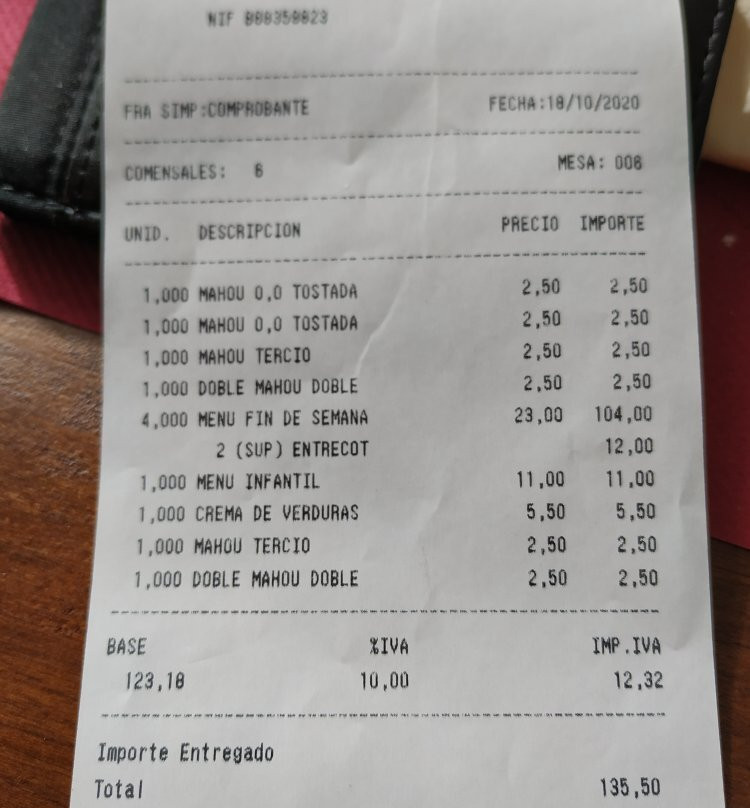 NIF B88359823
FRA SIMP:COMPROBANTE FECHA:18/10/2020
COMENSALES: 6 MESA: 006
UNID. DESCRIPCION PRECIO IMPORTE
1,000 MAHOU 0,0 TOSTADA 2,50 2,50
1,000 MAHOU 0,0 TOSTADA 2,50 2,50
1,000 MAHOU TERCIO 2,50 2,50
1,000 DOBLE MAHOU DOBLE 2,50 2,50
4,000 MENU FIN DE SEMANA 23,00 104,00
2 (SUP) ENTRECOT 12,00
1,000 MENU INFANTIL 11,00 11,00
1,000 CREMA DE VERDURAS 5,50 5,50
1,000 MAHOU TERCIO 2,50 2,50
1,000 DOBLE MAHOU DOBLE 2,50 2,50
BASE %IVA IMP.IVA
123,18 10,00 12,32
Importe Entregado
Total 135,50